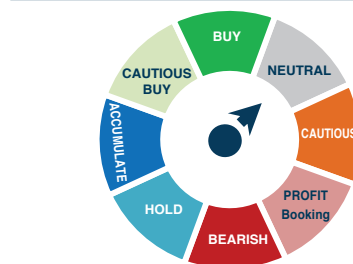 BUY
NEUTRAL
CAUTIOUS
PROFIT
Booking
BEARISH
HOLD
ACCUMULATE
CAUTIOUS
BUY